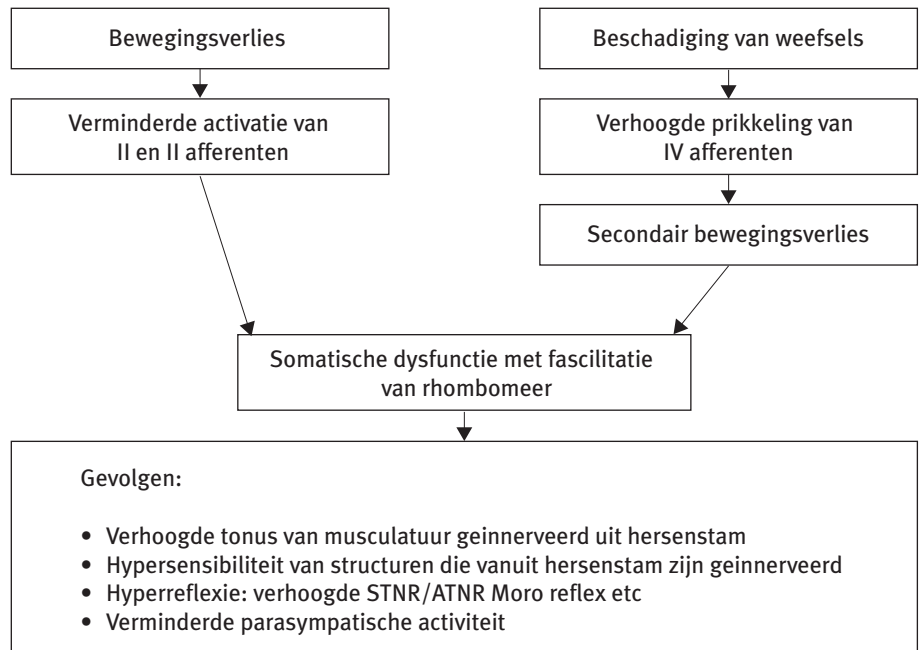 Bewegingsverlies
Verminderde activatie van
II en II afferenten
Beschadiging van weefsels
Verhoogde prikkeling van
IV afferenten
Secondair bewegingsverlies
Somatische dysfunctie met fascilitatie
van rhombomeer
Gevolgen:
• Verhoogde tonus van musculatuur geinnerveerd uit hersenstam
• Hypersensibiliteit van structuren die vanuit hersenstam zijn geinnerveerd
• Hyperreflexie: verhoogde STNR/ATNR Moro reflex etc
• Verminderde parasympatische activiteit